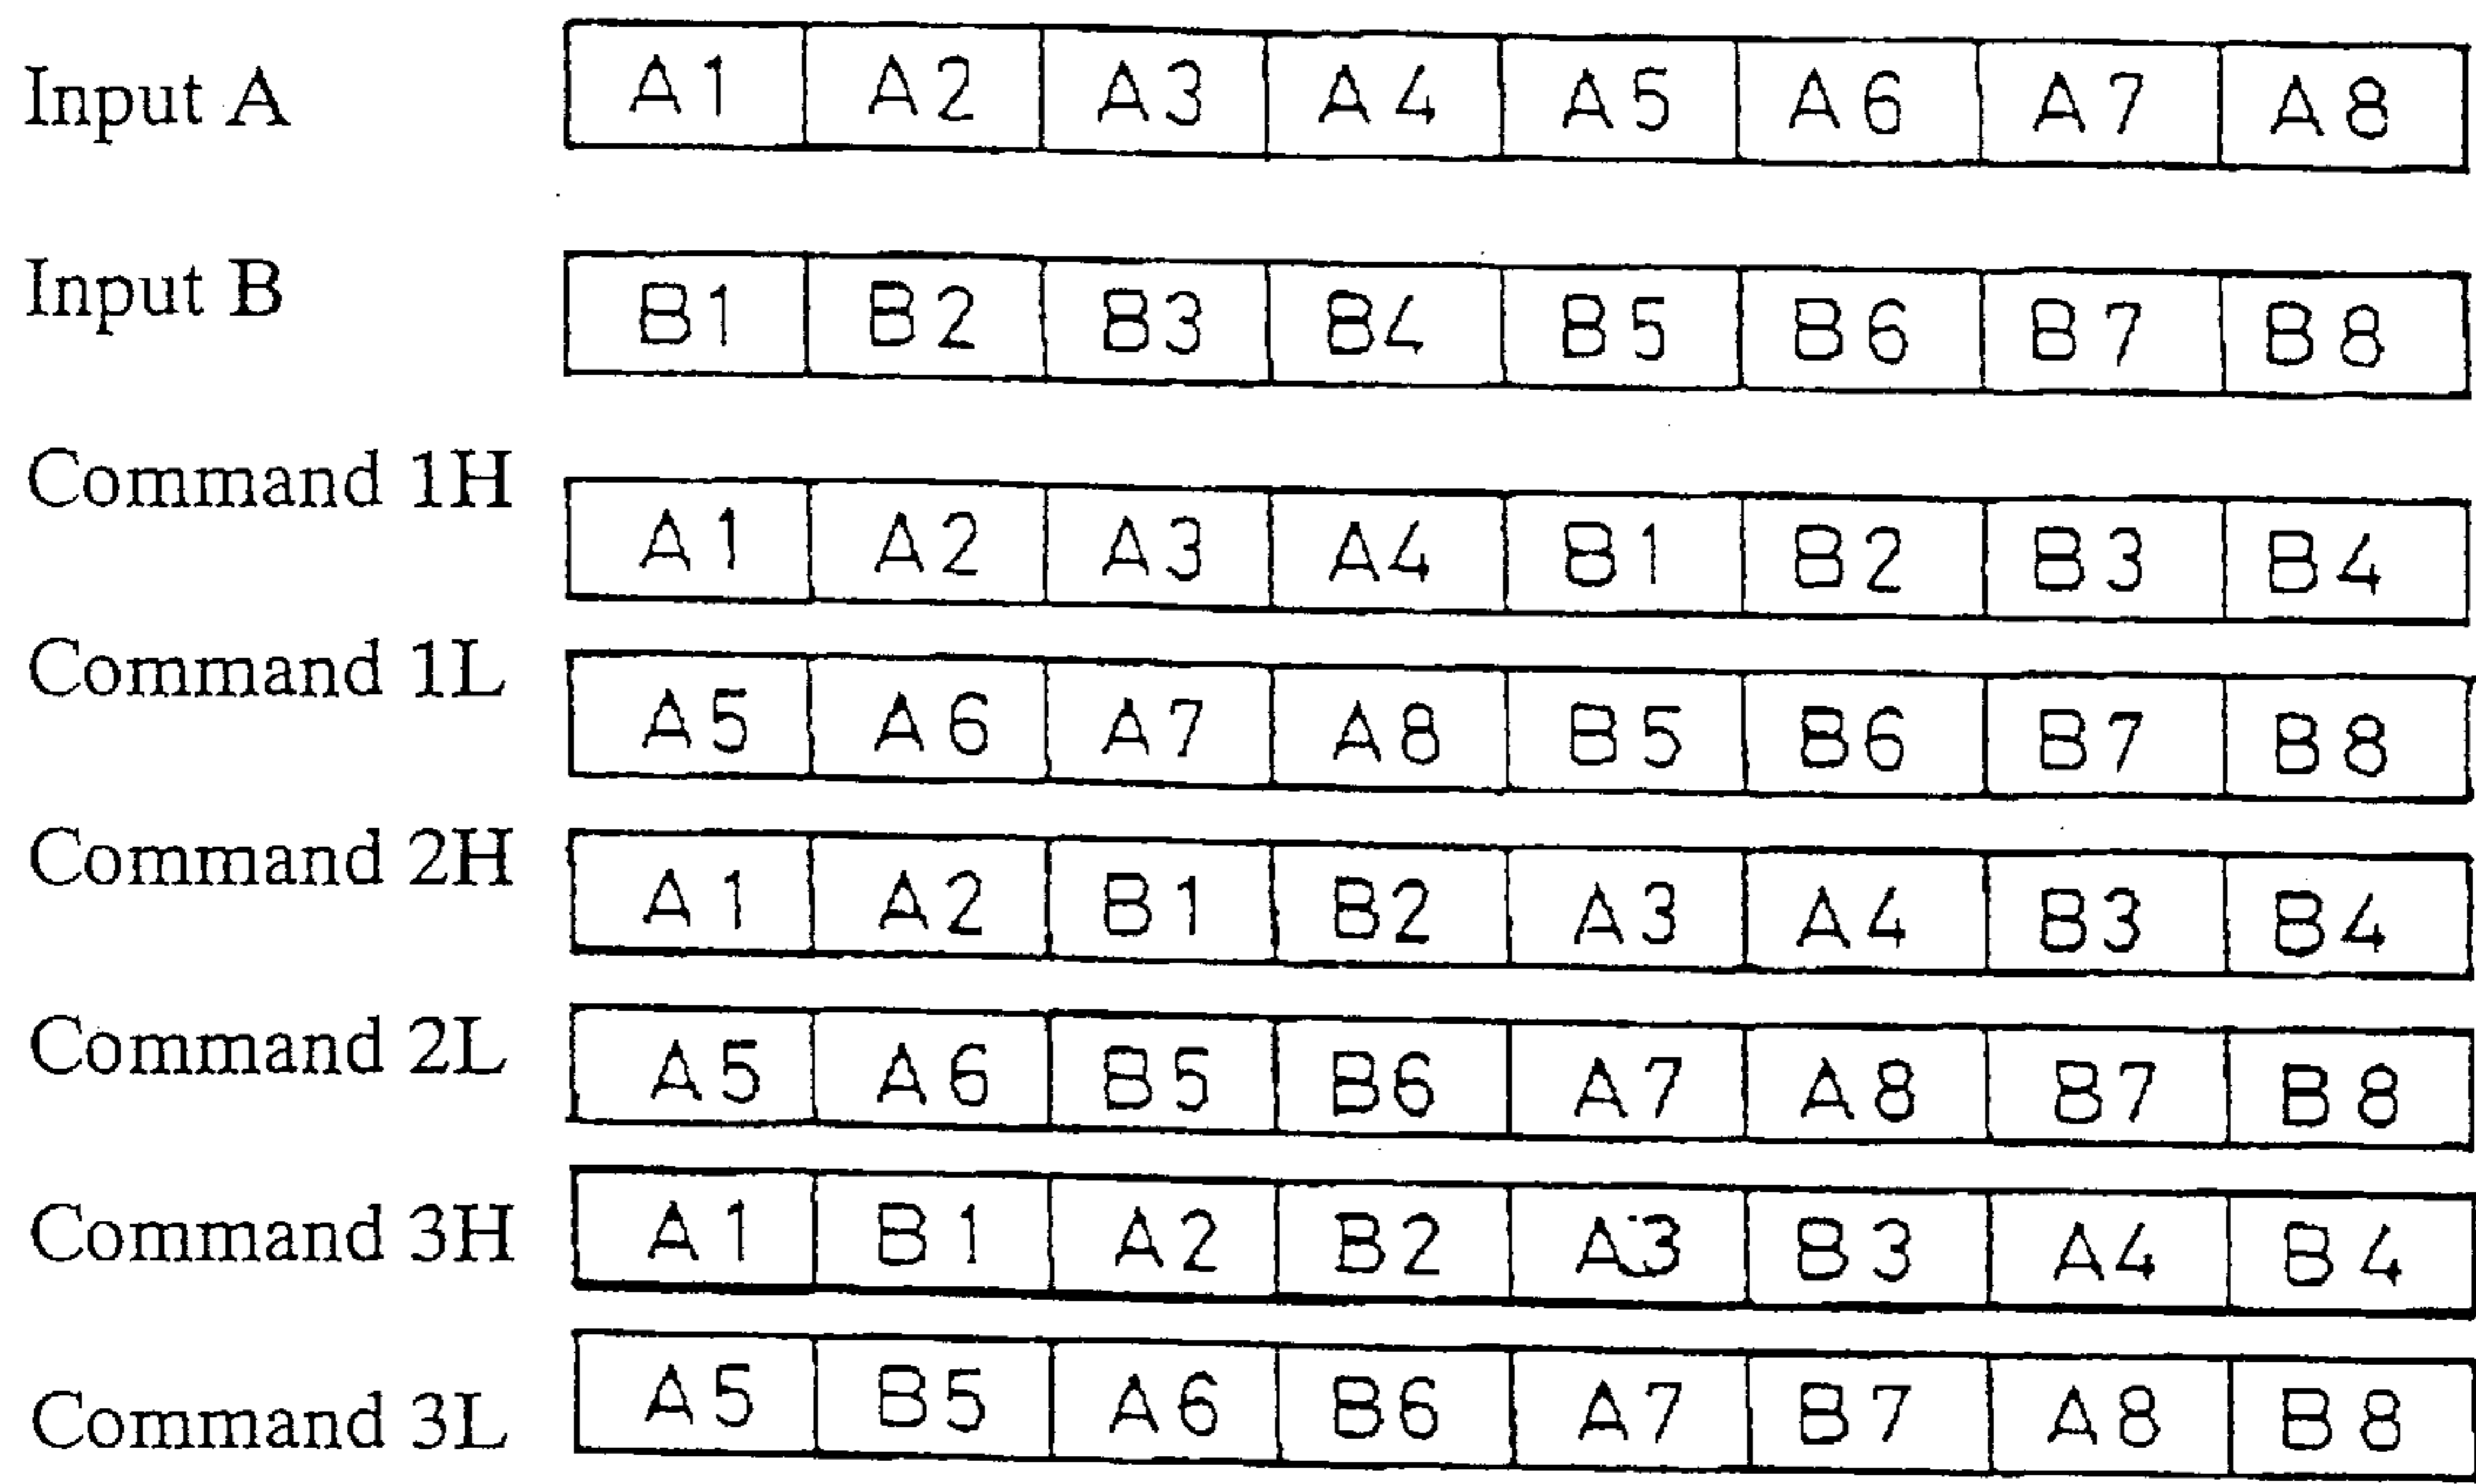 Input A A1 A2 A3 A4 A5 A6 A7 A8
Input B B1 B2 B3 B4 B5 B6 B7 B8
Command 1H A1 A2 A3 A4 B1 B2 B3 B4
Command 1L A5 A6 A7 A8 B5 B6 B7 B8
Command 2H A1 A2 B1 B2 A3 A4 B3 B4
Command 2L A5 A6 B5 B6 A7 A8 B7 B8
Command 3H A1 B1 A2 B2 A3 B3 A4 B4
Command 3L A5 B5 A6 B6 A7 B7 A8 B8